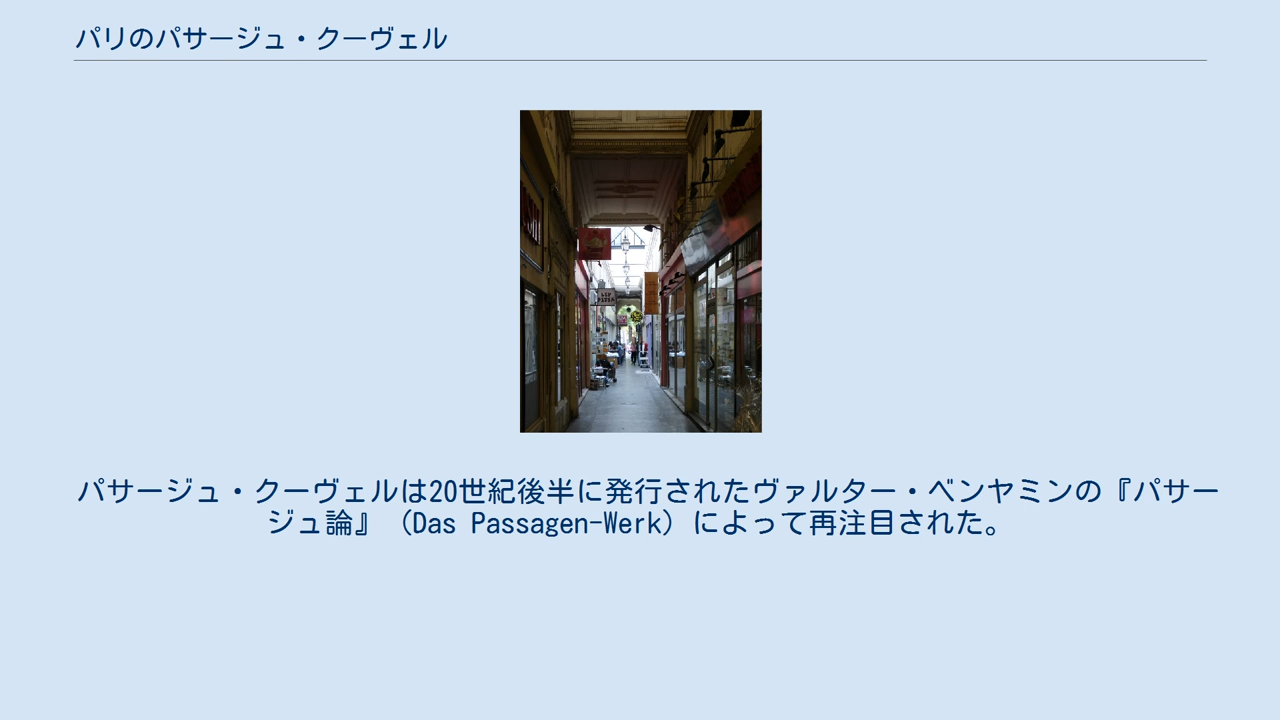 パリのパサージュ・クーヴェル
パサージュ・クーヴェルは20世紀後半に発行されたヴァルター・ベンヤミンの『パサー
ジュ論』（Das Passagen-Werk）によって再注目された。